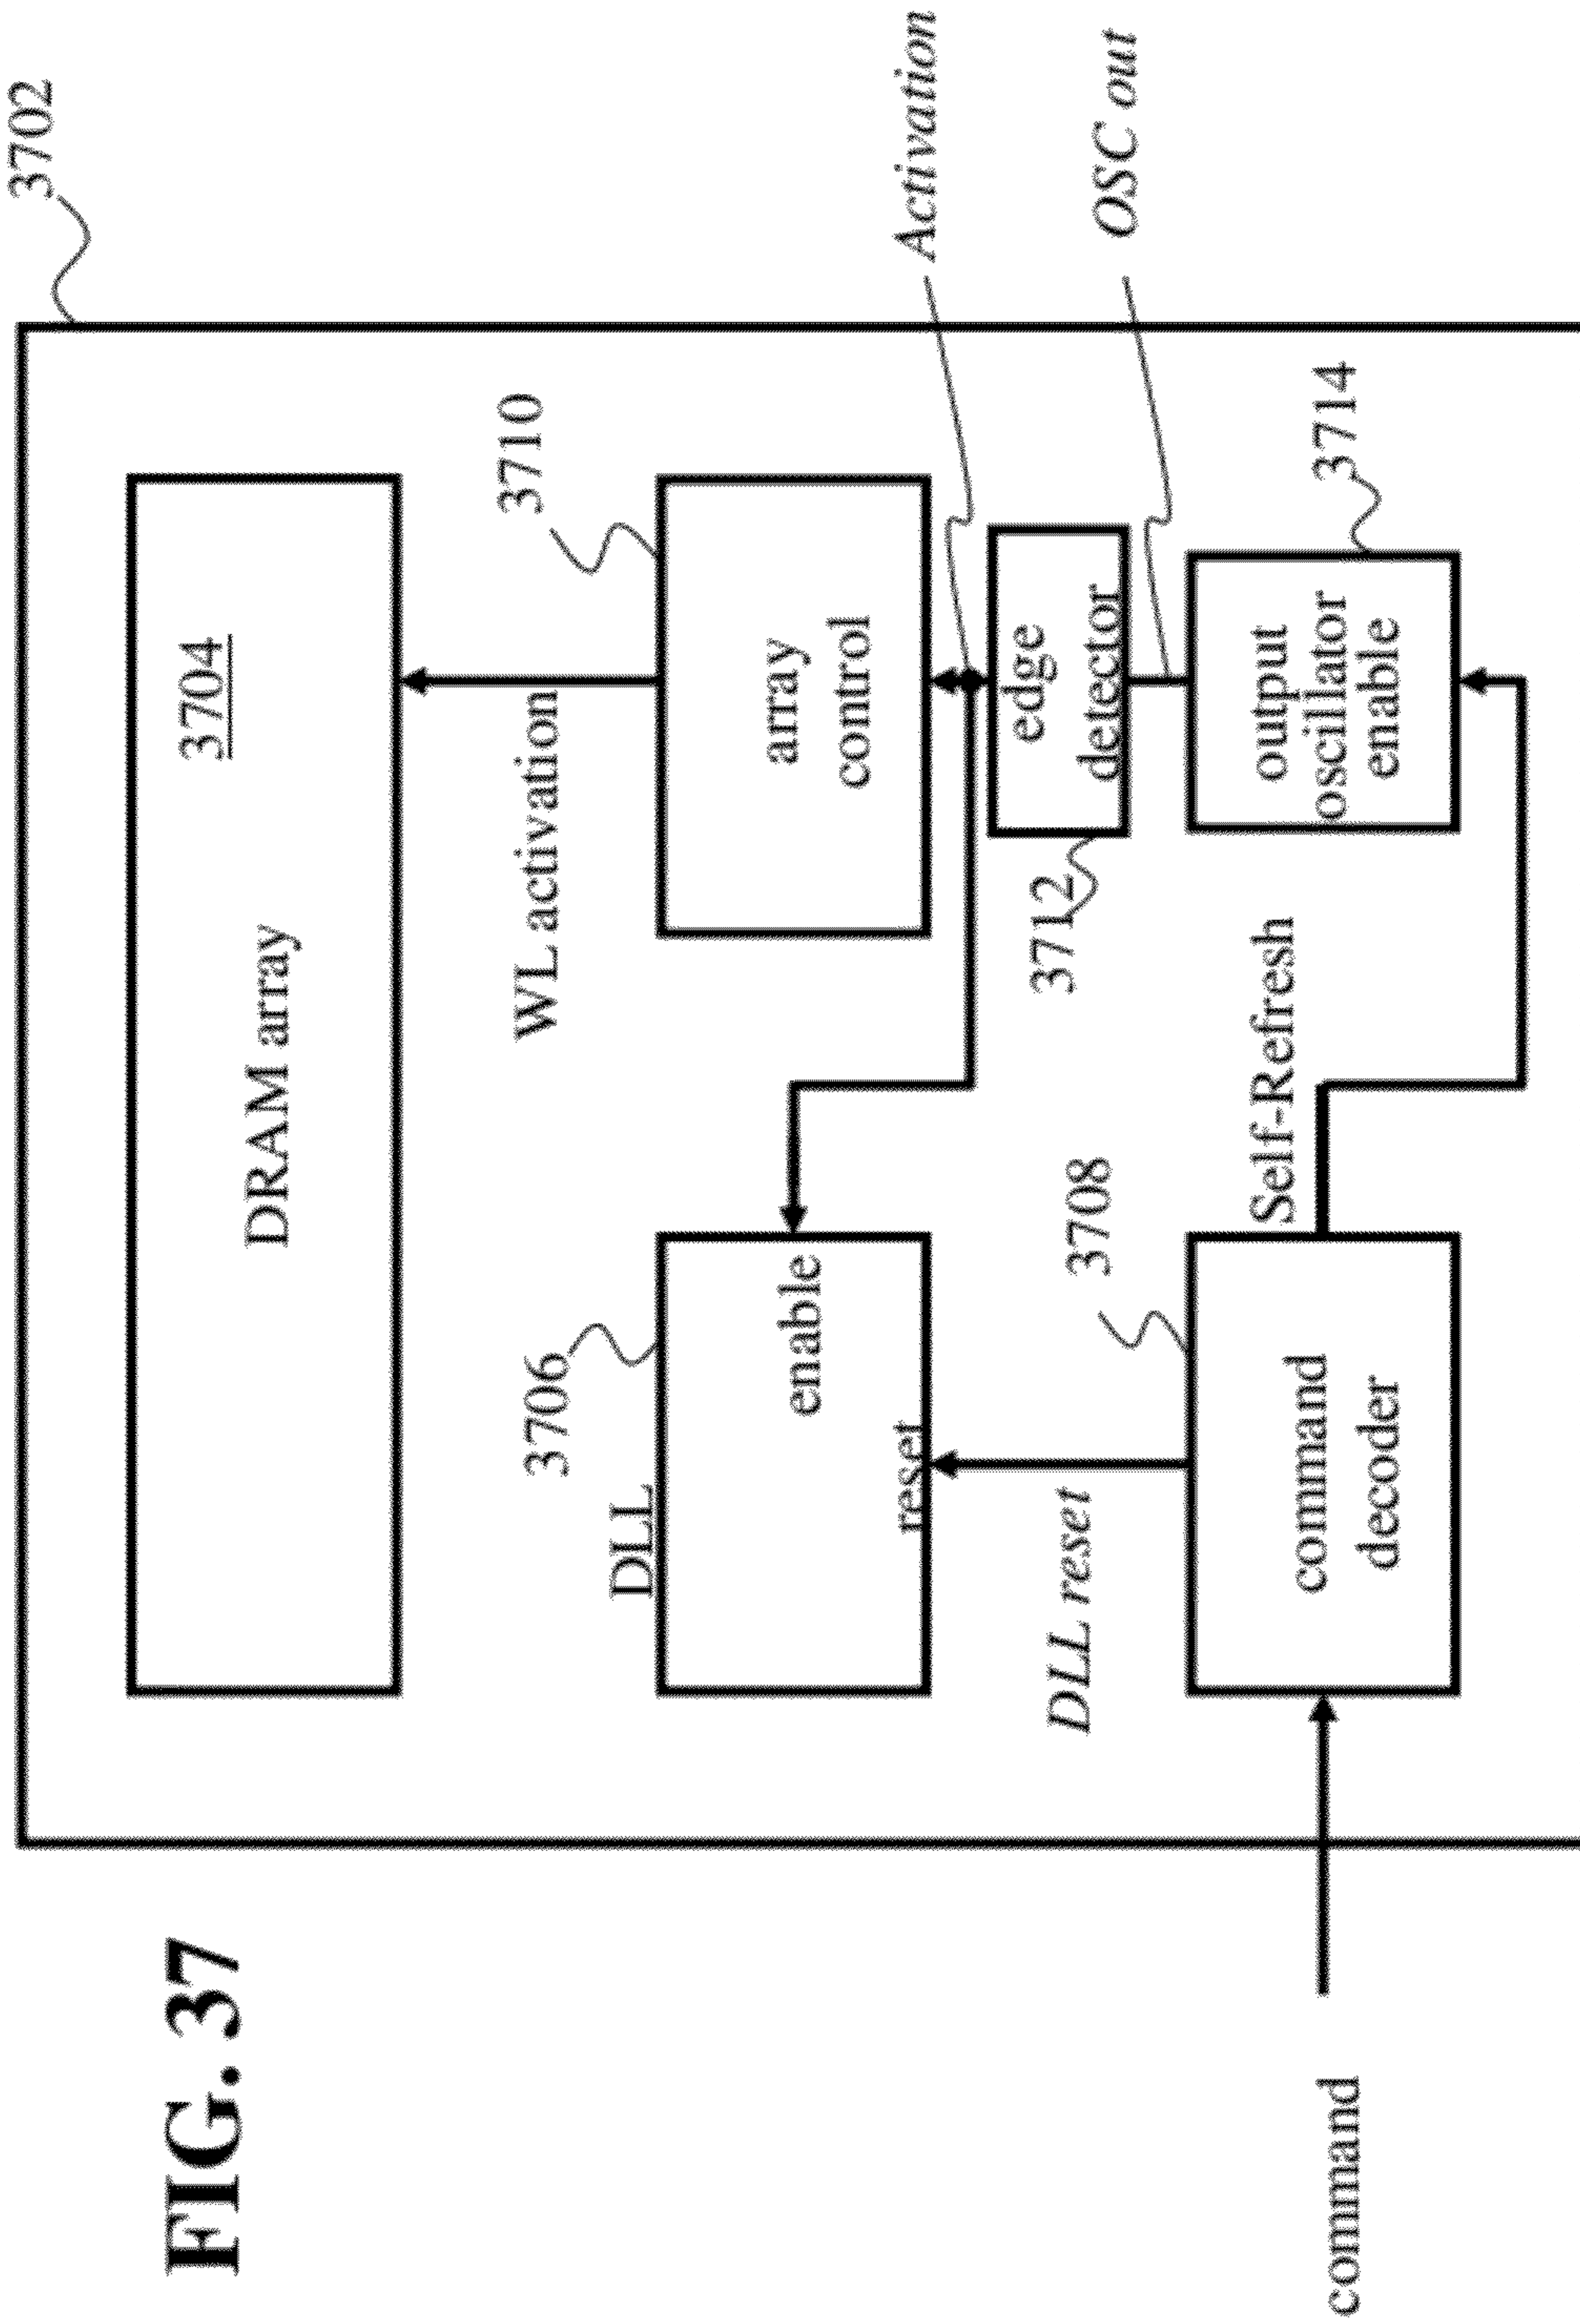 FIG. 37
3702
3704
DRAM array
3706
DLL
enable
reset
WL activation
3710
array
control
Activation
3712
edge
detector
OSC out
DLL reset
3708
command
decoder
Self-Refresh
3714
output
oscillator
enable
command